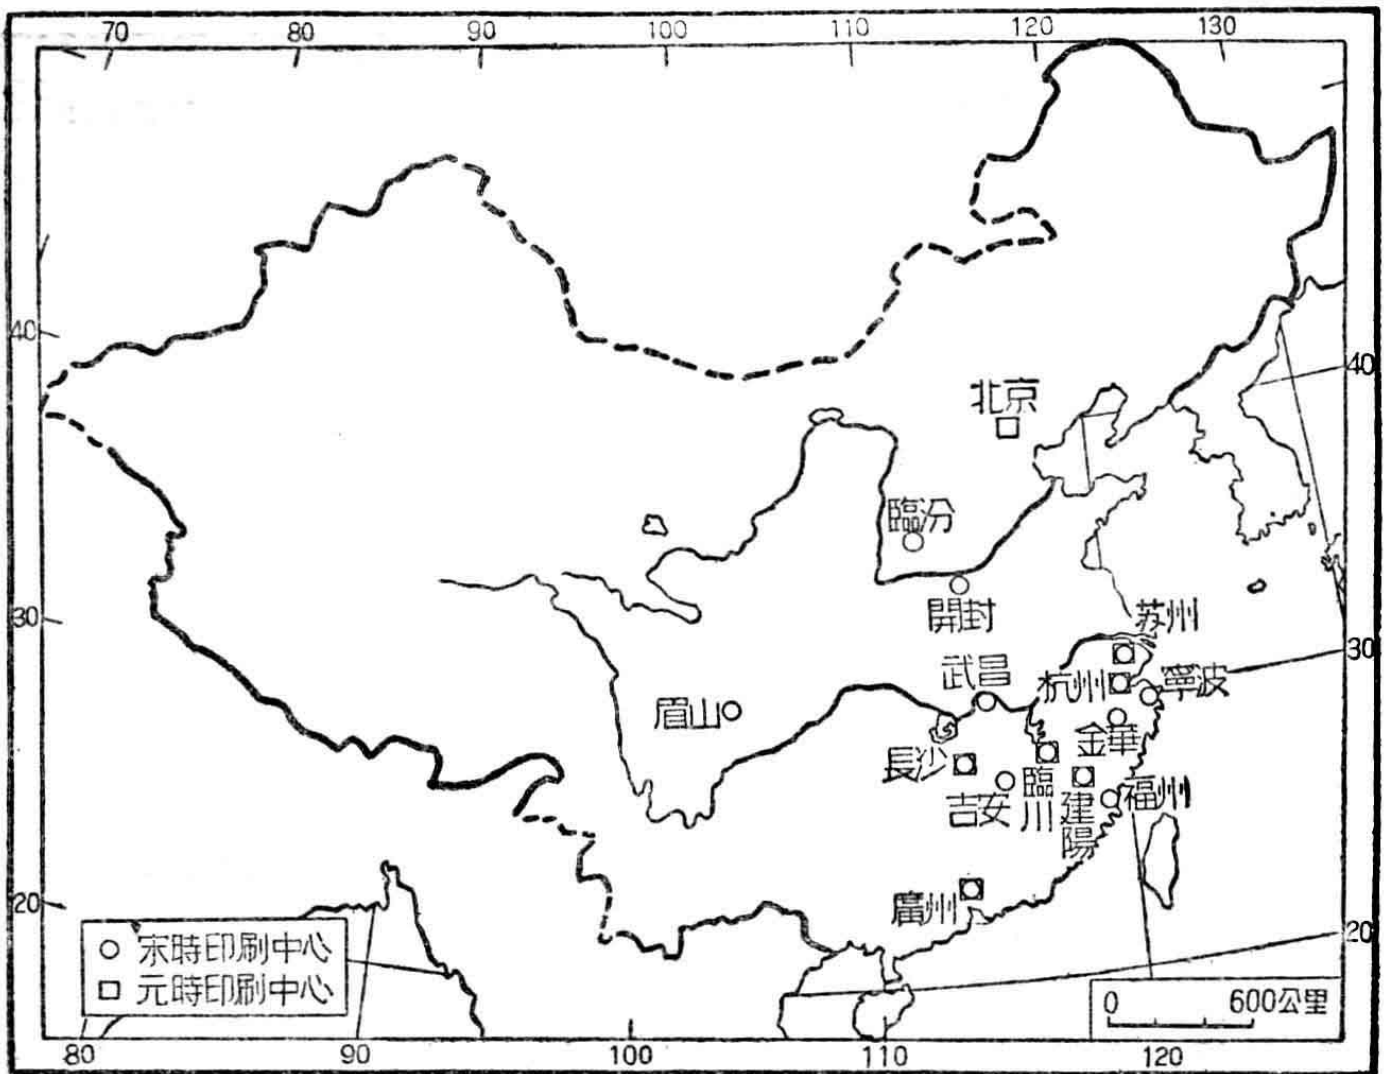 70 80 90 100 110 120 130
40
40
北京
臨汾
開封
30
苏州
30
武昌
杭州
寧波
眉山
金華
長沙
吉安
臨川
建陽
福州
廣州
20
20
○ 宋時印刷中心
□ 元時印刷中心
0 600公里
80 90 100 110 120